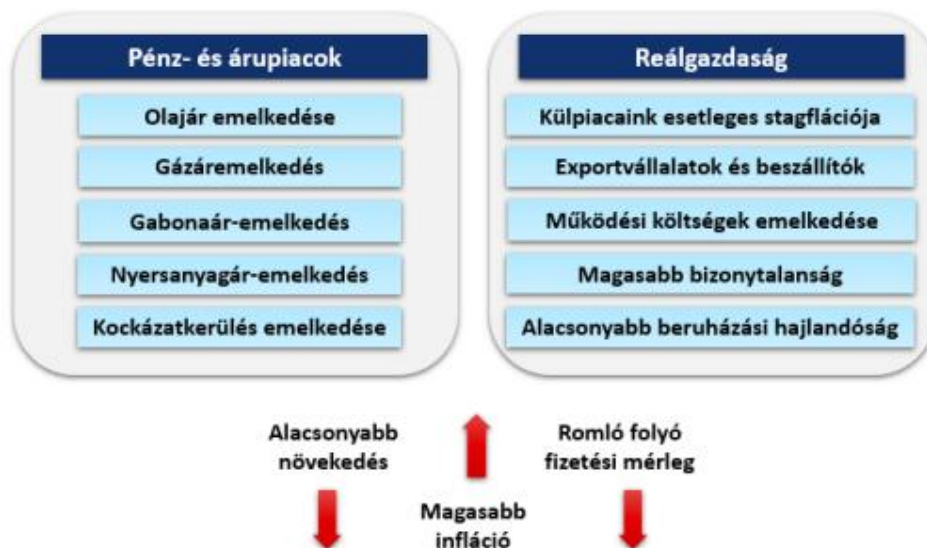 Pénz- és árupiacok
Olajár emelkedése
Gázáremelkedés
Gabonaár-emelkedés
Nyersanyagár-emelkedés
Kockázatkerülés emelkedése
Reálgazdaság
Külpiacaink esetleges stagflációja
Exportvállalatok és beszállítók
Működési költségek emelkedése
Magasabb bizonytalanság
Alacsonyabb beruházási hajlandóság
Alacsonyabb
növekedés
Magasabb
infláció
Romló folyó
fizetési mérleg